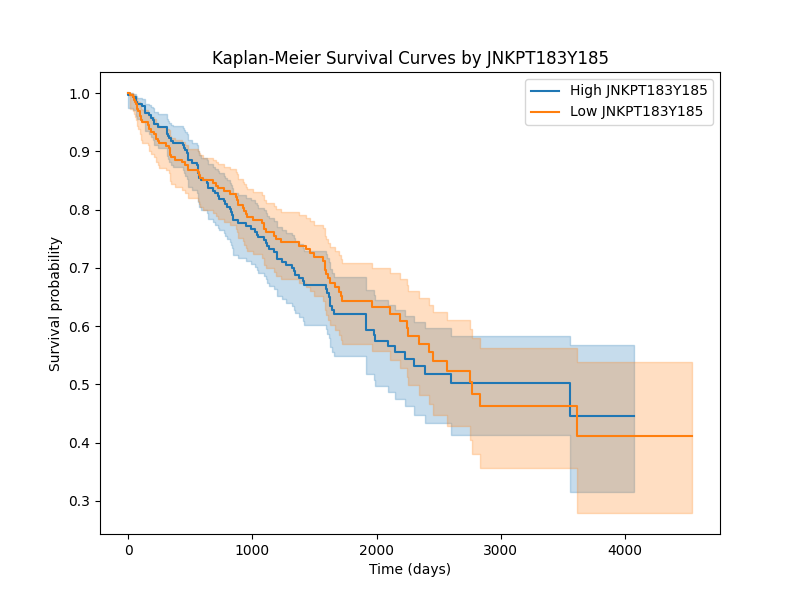 Kaplan-Meier Survival Curves by JNKPT183Y185
High JNKPT183Y185
Low JNKPT183Y185
Survival probability
1.0
0.9
0.8
0.7
0.6
0.5
0.4
0.3
0 1000 2000 3000 4000
Time (days)